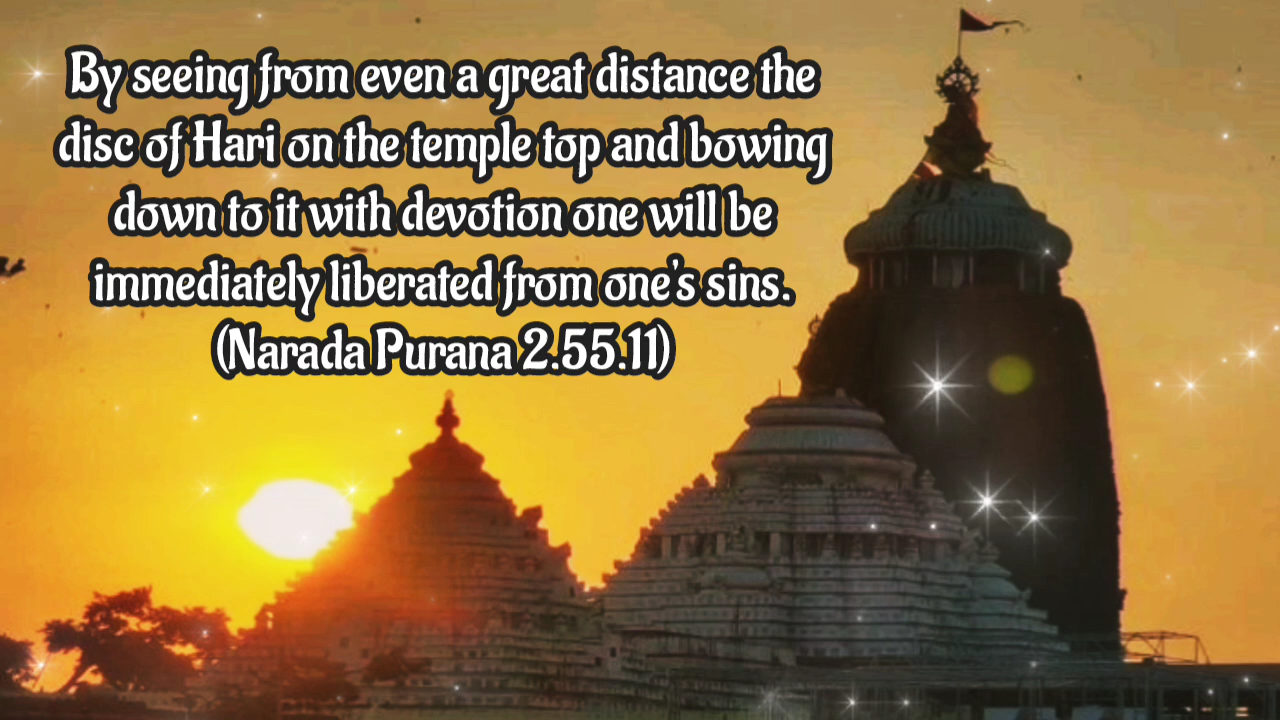 By seeing from even a great distance the
disc of Hari on the temple top and bowing
down to it with devotion one will be
immediately liberated from one's sins.
(Narada Purana 2.55.11)